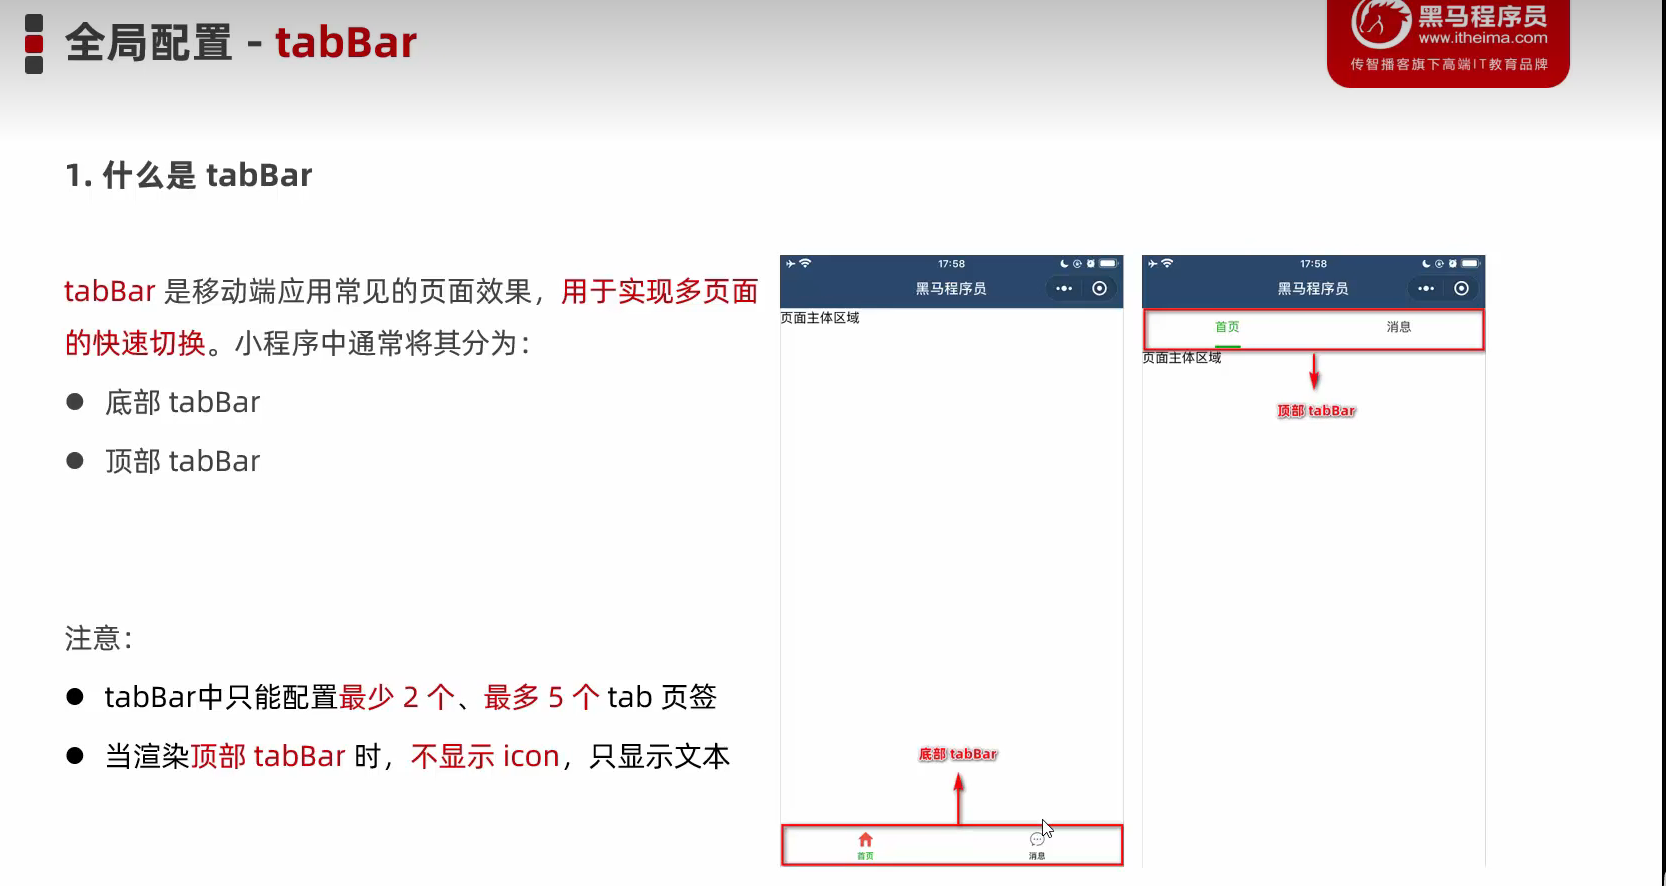 全局配置 - tabBar
黑马程序员
www.itheima.com
传智播客旗下高端IT教育品牌
1. 什么是 tabBar
tabBar 是移动端应用常见的页面效果，用于实现多页面
的快速切换。小程序中通常将其分为：
● 底部 tabBar
● 顶部 tabBar
注意：
● tabBar中只能配置最少 2 个、最多 5 个 tab 页签
● 当渲染顶部 tabBar 时，不显示 icon，只显示文本
17:58
黑马程序员
页面主体区域
底部 tabBar
首页 消息
17:58
黑马程序员
首页 消息
页面主体区域
顶部 tabBar